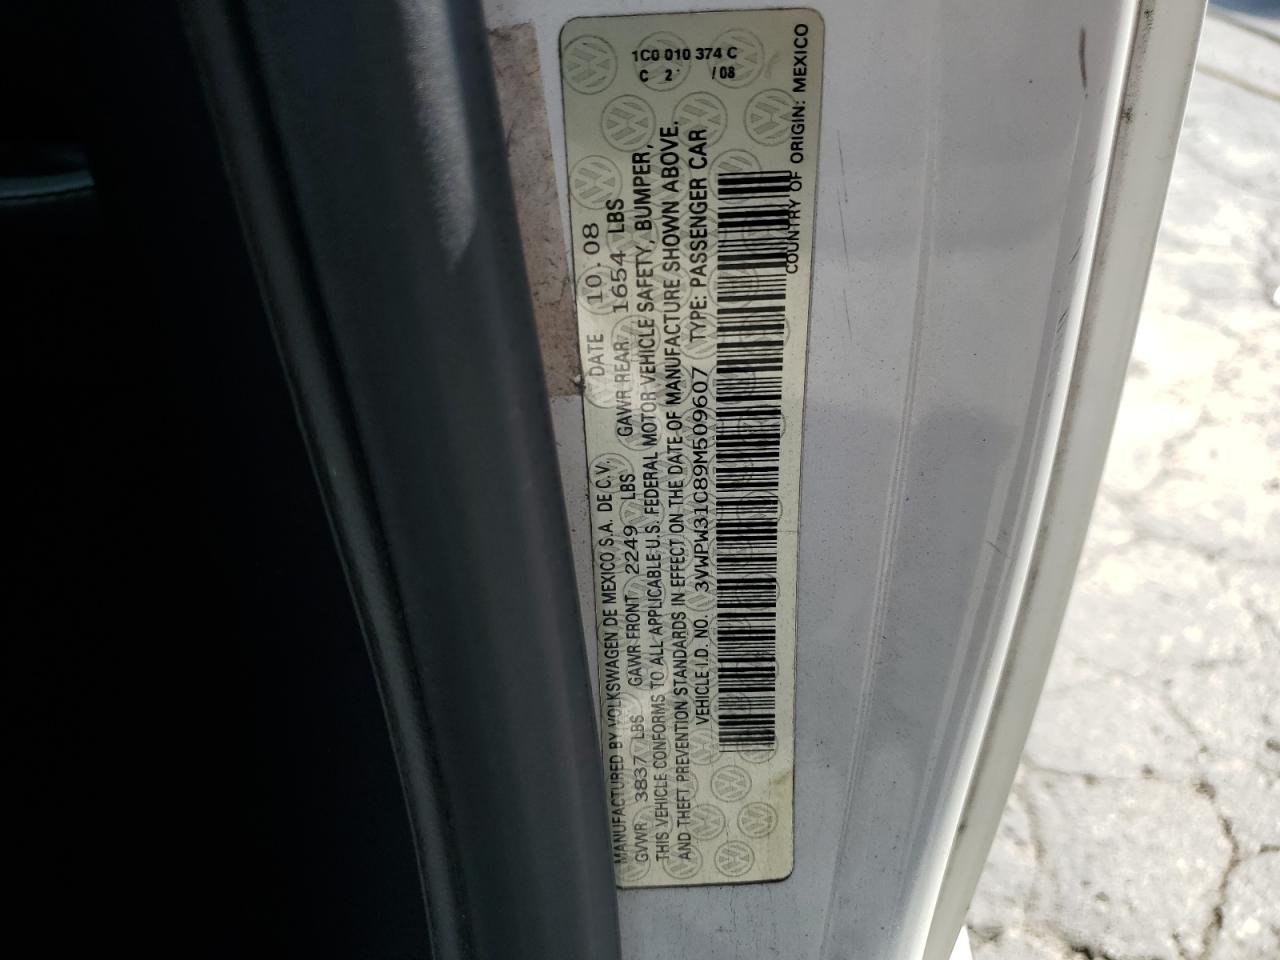 MANUFACTURED BY VOLKSWAGEN DE MEXICO S.A. DE C.V. DATE 10.08
GVWR 3837 LBS GAWR FRONT 2249 LBS GAWR REAR 1654 LBS
THIS VEHICLE CONFORMS TO ALL APPLICABLE U.S. FEDERAL MOTOR VEHICLE SAFETY, BUMPER,
AND THEFT PREVENTION STANDARDS IN EFFECT ON THE DATE OF MANUFACTURE SHOWN ABOVE.
VEHICLE I.D. NO. 3VWPW31C89M509607 TYPE: PASSENGER CAR
COUNTRY OF ORIGIN: MEXICO
1C0 010 374 C
C 2 /08